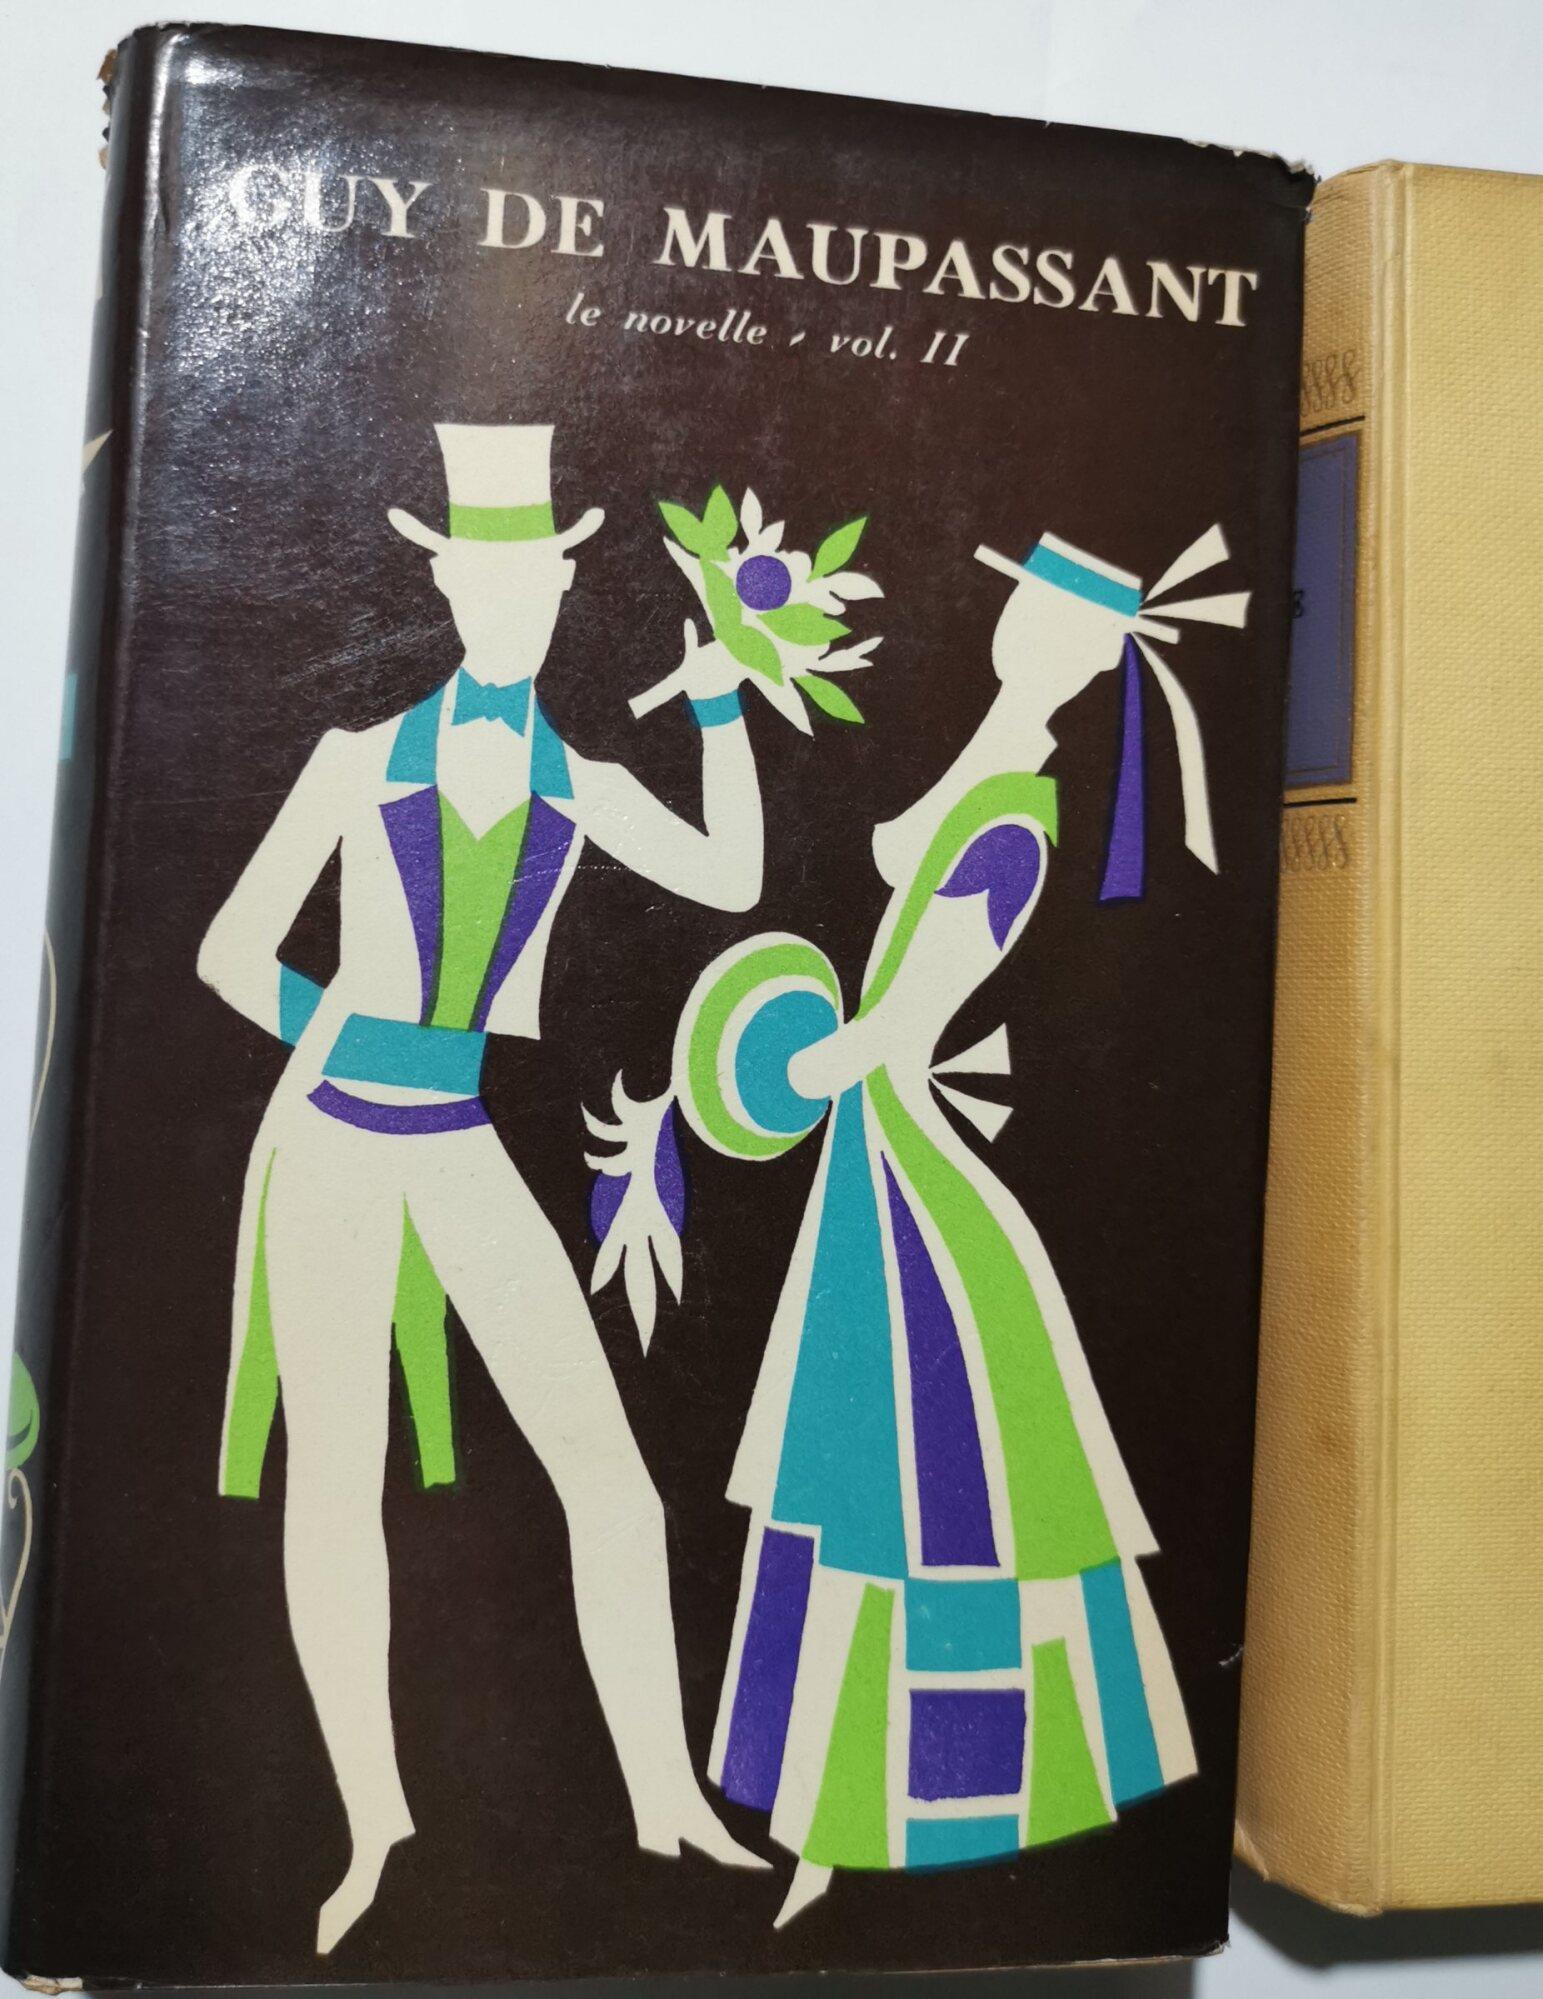 GUY DE MAUPASSANT
le novelle - vol. II